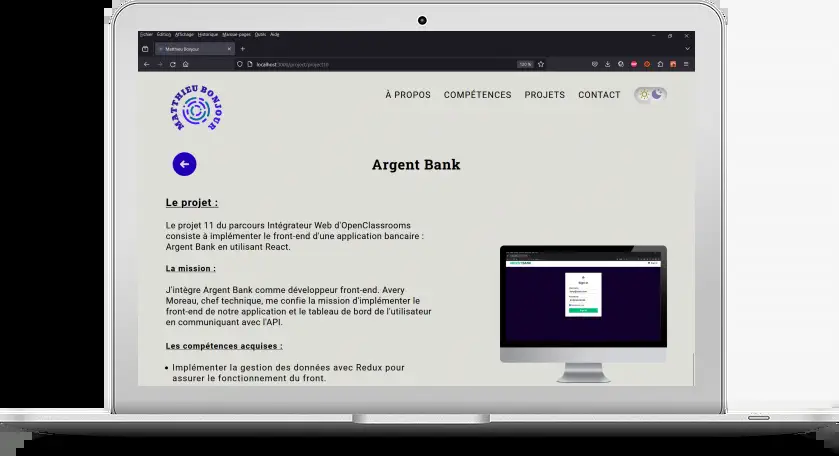 Fichier Édition Affichage Historique Marque-pages Outils Aide
Matthieu Bonjour
localhost:3000/project/project10
100 %
MATTHIEU BONJOUR
À PROPOS COMPÉTENCES PROJETS CONTACT
Argent Bank
Le projet :
Le projet 11 du parcours Intégrateur Web d'OpenClassrooms
consiste à implémenter le front-end d'une application bancaire :
Argent Bank en utilisant React.
La mission :
J'intègre Argent Bank comme développeur front-end. Avery
Moreau, chef technique, me confie la mission d'implémenter le
front-end de notre application et le tableau de bord de l'utilisateur
en communiquant avec l'API.
Les compétences acquises :
• Implémenter la gestion des données avec Redux pour
assurer le fonctionnement du front.